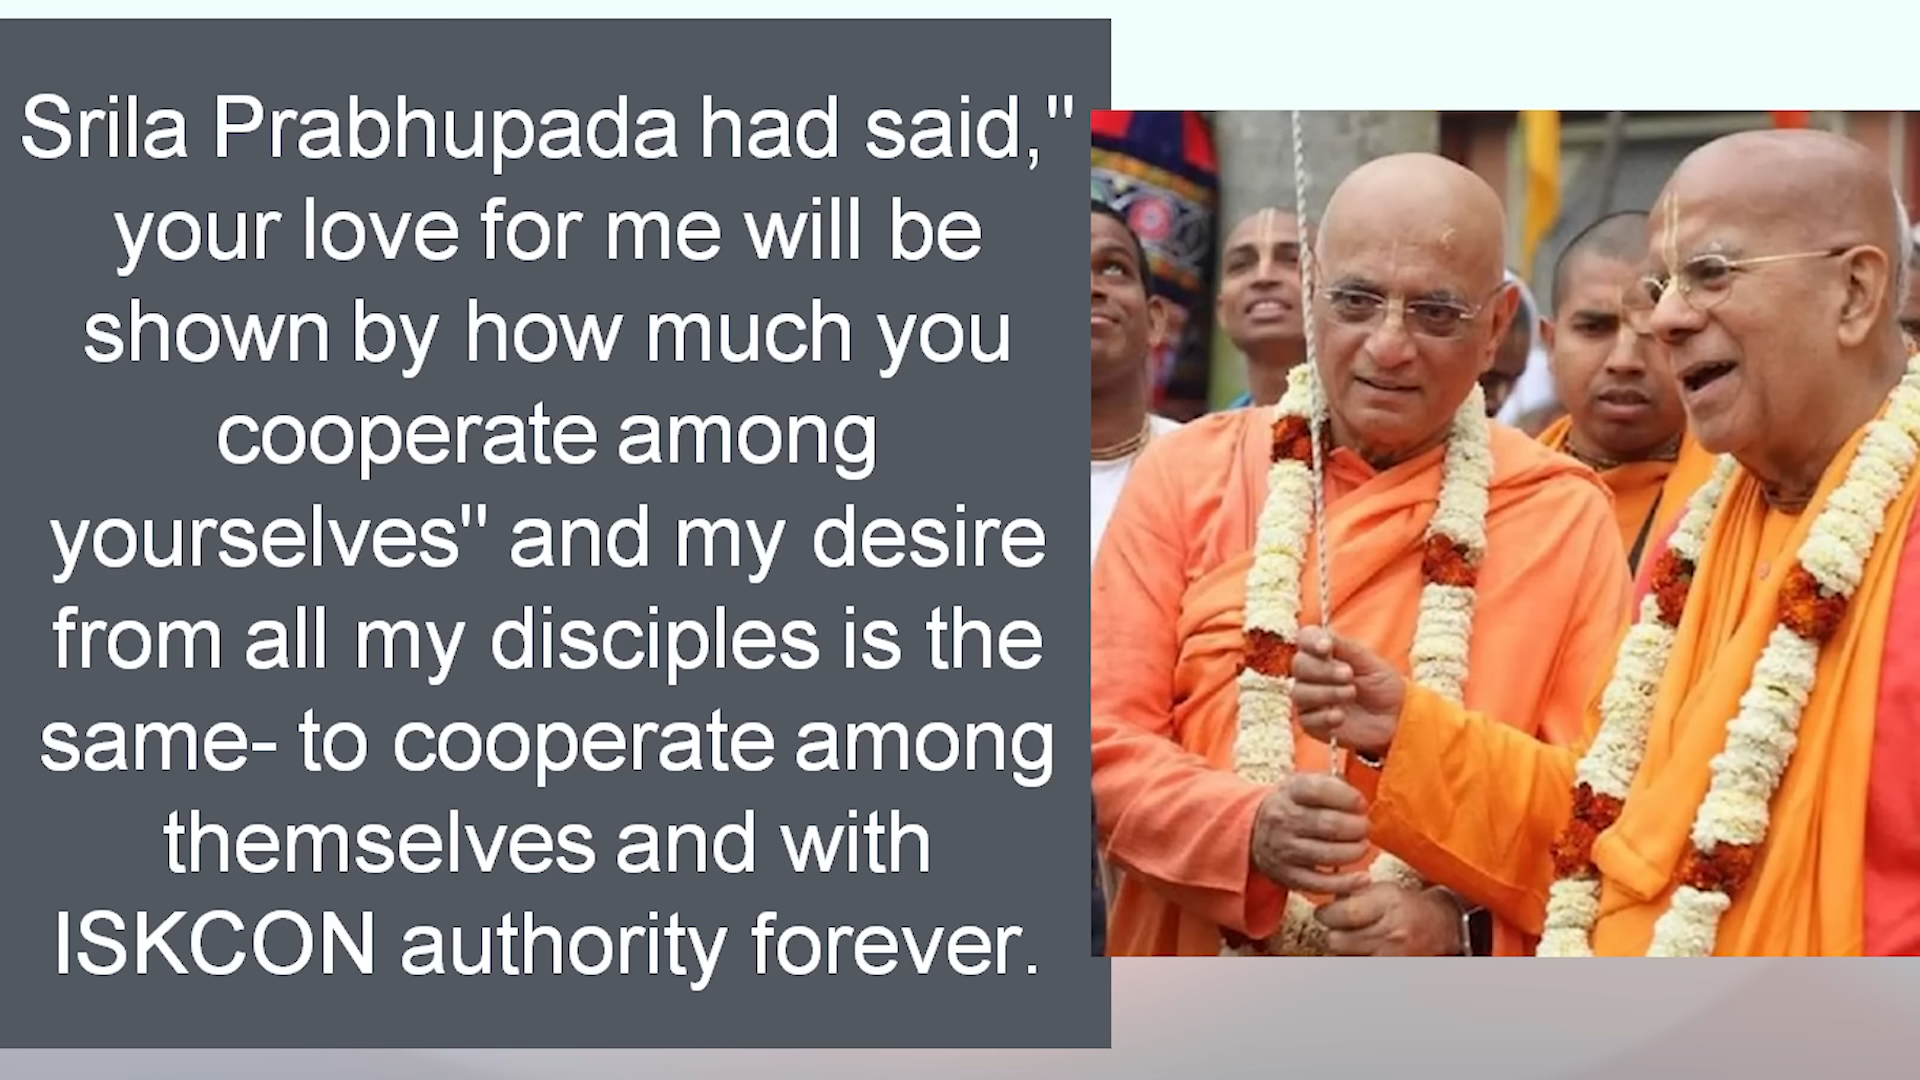 Srila Prabhupada had said,"
your love for me will be
shown by how much you
cooperate among
yourselves" and my desire
from all my disciples is the
same- to cooperate among
themselves and with
ISKCON authority forever.